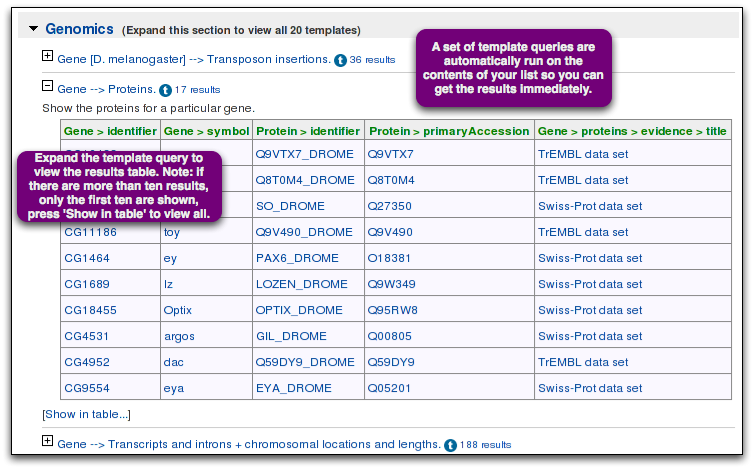 Genomics (Expand this section to view all 20 templates)
Gene [D. melanogaster] --> Transposon insertions. t 36 results
A set of template queries are
automatically run on the
contents of your list so you can
get the results immediately.
Gene --> Proteins. t 17 results
Show the proteins for a particular gene.
Gene > identifier Gene > symbol Protein > identifier Protein > primaryAccession Gene > proteins > evidence > title
Q9VTX7_DROME Q9VTX7 TrEMBL data set
Q8T0M4_DROME Q8T0M4 TrEMBL data set
SO_DROME Q27350 Swiss-Prot data set
Expand the template query to
view the results table. Note: if
there are more than ten results,
only the first ten are shown,
press 'Show in table' to view all.
CG11186 toy Q9V490_DROME Q9V490 TrEMBL data set
CG1464 ey PAX6_DROME O18381 Swiss-Prot data set
CG1689 lz LOZEN_DROME Q9W349 Swiss-Prot data set
CG18455 Optix OPTIX_DROME Q95RW8 Swiss-Prot data set
CG4531 argos GIL_DROME Q00805 Swiss-Prot data set
CG4952 dac Q59DY9_DROME Q59DY9 TrEMBL data set
CG9554 eya EYA_DROME Q05201 Swiss-Prot data set
[Show in table...]
Gene --> Transcripts and introns + chromosomal locations and lengths. t 188 results